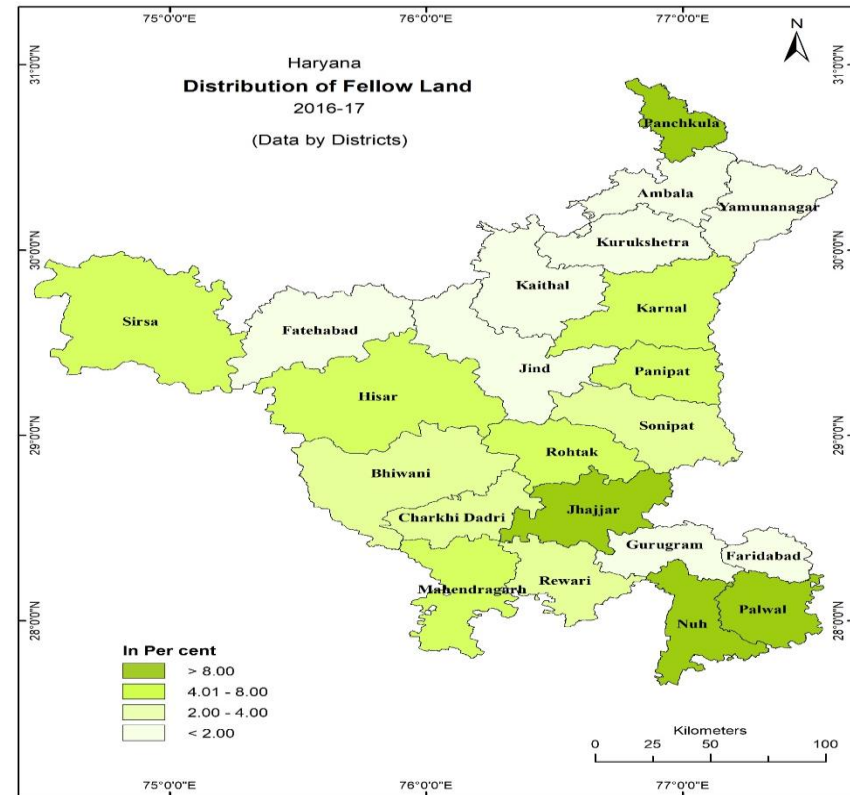 75°0'0"E 76°0'0"E 77°0'0"E
N
Haryana
Distribution of Fellow Land
2016-17
(Data by Districts)
31°0'0"N 31°0'0"N
Panchkula
Ambala
Yamunanagar
Kurukshetra
30°0'0"N 30°0'0"N
Kaithal
Karnal
Sirsa
Fatehabad
Jind
Panipat
Hisar
Sonipat
29°0'0"N 29°0'0"N
Rohtak
Bhiwani
Jhajjar
Charkhi Dadri
Gurugram
Faridabad
Rewari
Mahendragarh
Palwal
Nuh
28°0'0"N 28°0'0"N
In Per cent
> 8.00
4.01 - 8.00
2.00 - 4.00
< 2.00
Kilometers
0 25 50 100
75°0'0"E 76°0'0"E 77°0'0"E